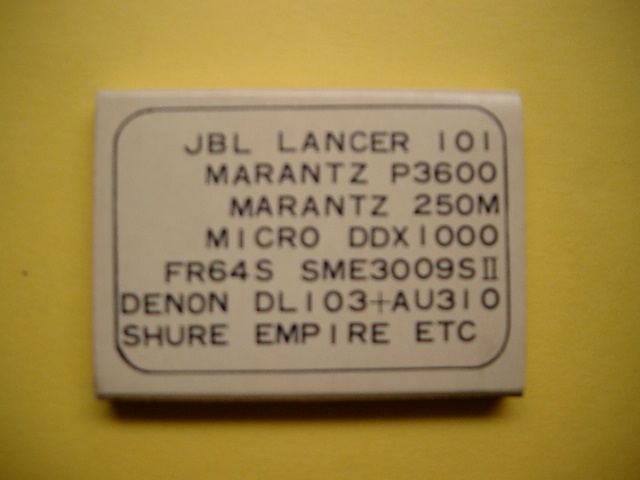 JBL LANCER 101
MARANTZ P3600
MARANTZ 250M
MICRO DDX1000
FR64S SME3009SII
DENON DL103+AU310
SHURE EMPIRE ETC